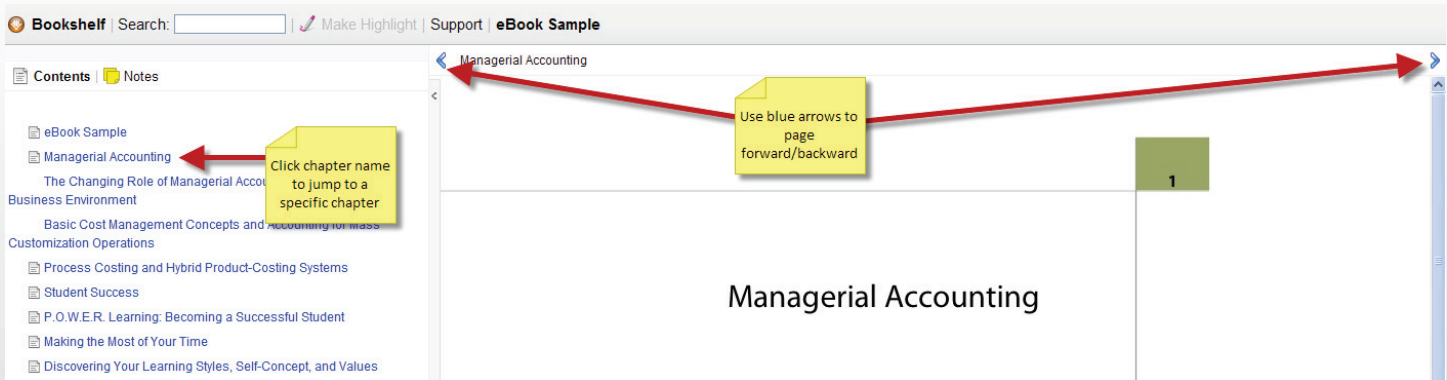 Bookshelf | Search: | Make Highlight | Support | eBook Sample
Contents | Notes
eBook Sample
Managerial Accounting
The Changing Role of Managerial Accou
Business Environment
Basic Cost Management Concepts and Accounting for Mass
Customization Operations
Process Costing and Hybrid Product-Costing Systems
Student Success
P.O.W.E.R. Learning: Becoming a Successful Student
Making the Most of Your Time
Discovering Your Learning Styles, Self-Concept, and Values
Click chapter name
to jump to a
specific chapter
Managerial Accounting
Use blue arrows to
page
forward/backward
1
Managerial Accounting